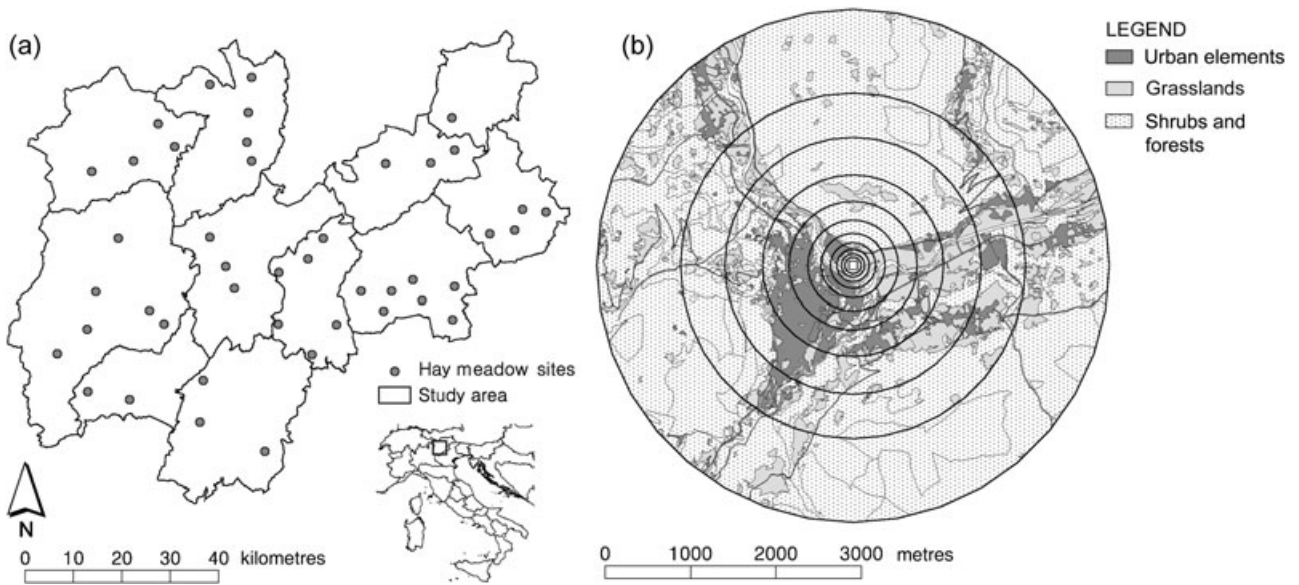 (a)
Hay meadow sites
Study area
N
0 10 20 30 40 kilometres
(b)
LEGEND
Urban elements
Grasslands
Shrubs and
forests
0 1000 2000 3000 metres